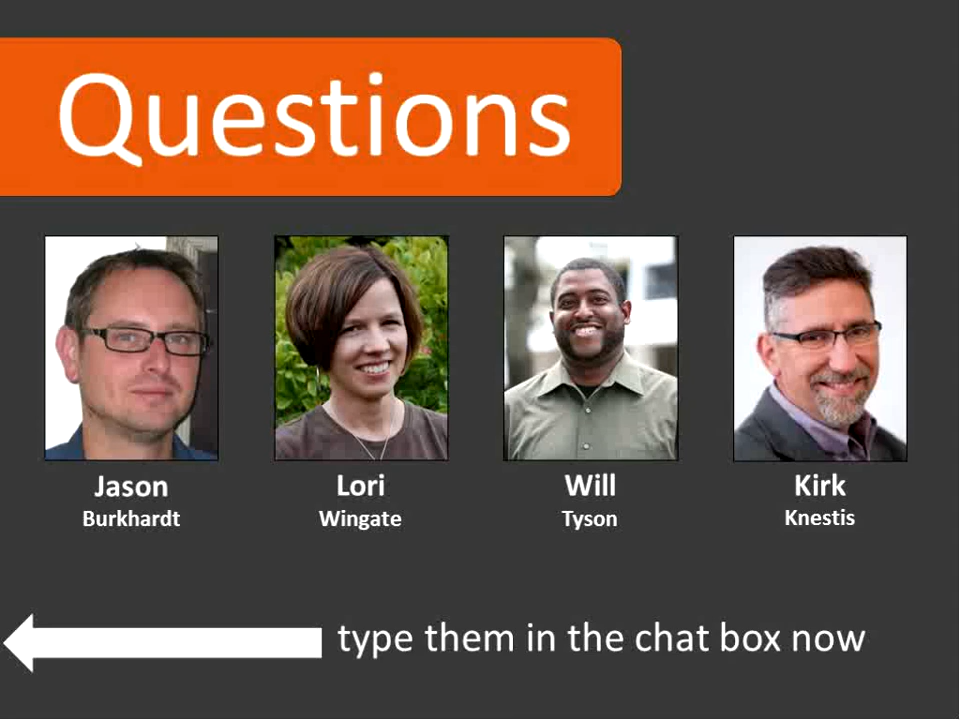 Questions
Jason
Burkhardt
Lori
Wingate
Will
Tyson
Kirk
Knestis
type them in the chat box now